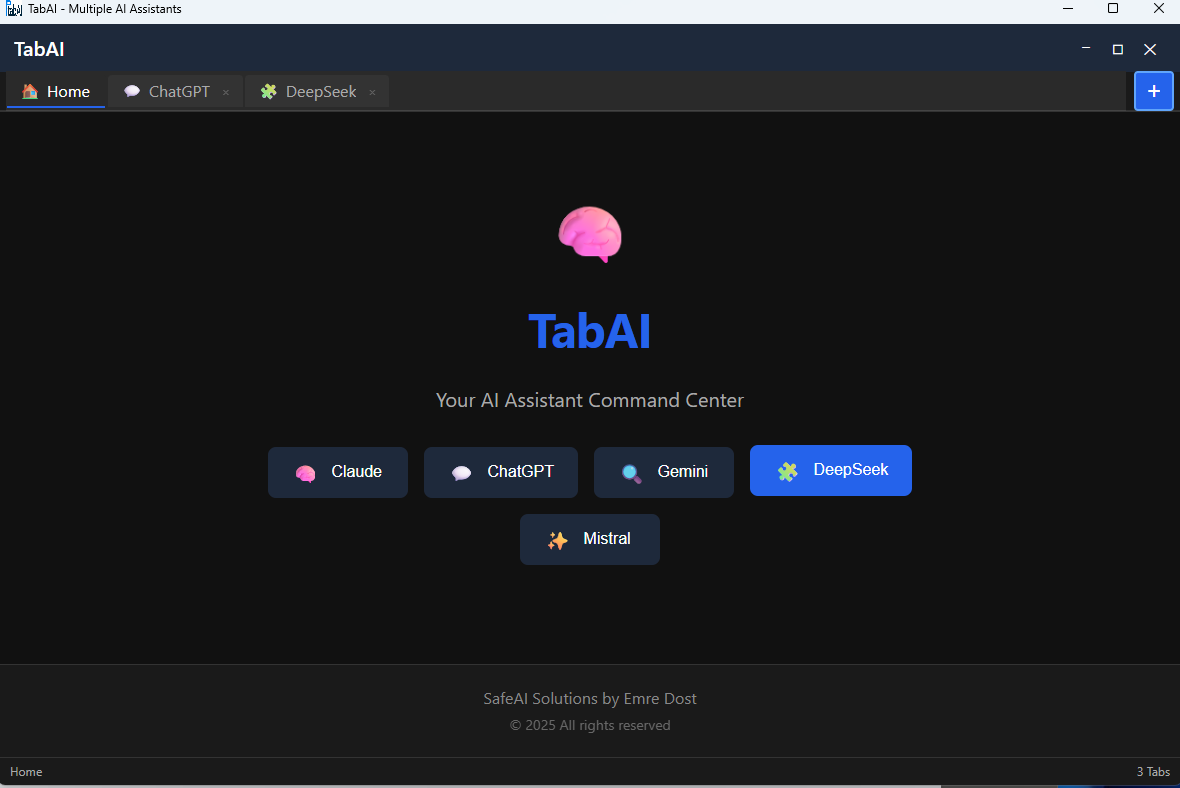 TabAI - Multiple AI Assistants
TabAI
Home ChatGPT × DeepSeek × +
TabAI
Your AI Assistant Command Center
Claude ChatGPT Gemini DeepSeek
Mistral
SafeAI Solutions by Emre Dost
© 2025 All rights reserved
Home 3 Tabs